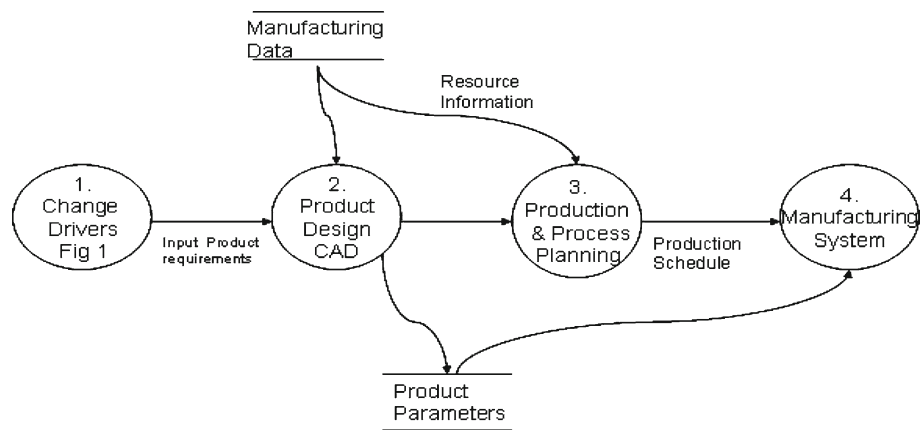 Manufacturing
Data
Resource
Information
1.
Change
Drivers
Fig 1
Input Product
requirements
2.
Product
Design
CAD
3.
Production
& Process
Planning
Production
Schedule
4.
Manufacturing
System
Product
Parameters